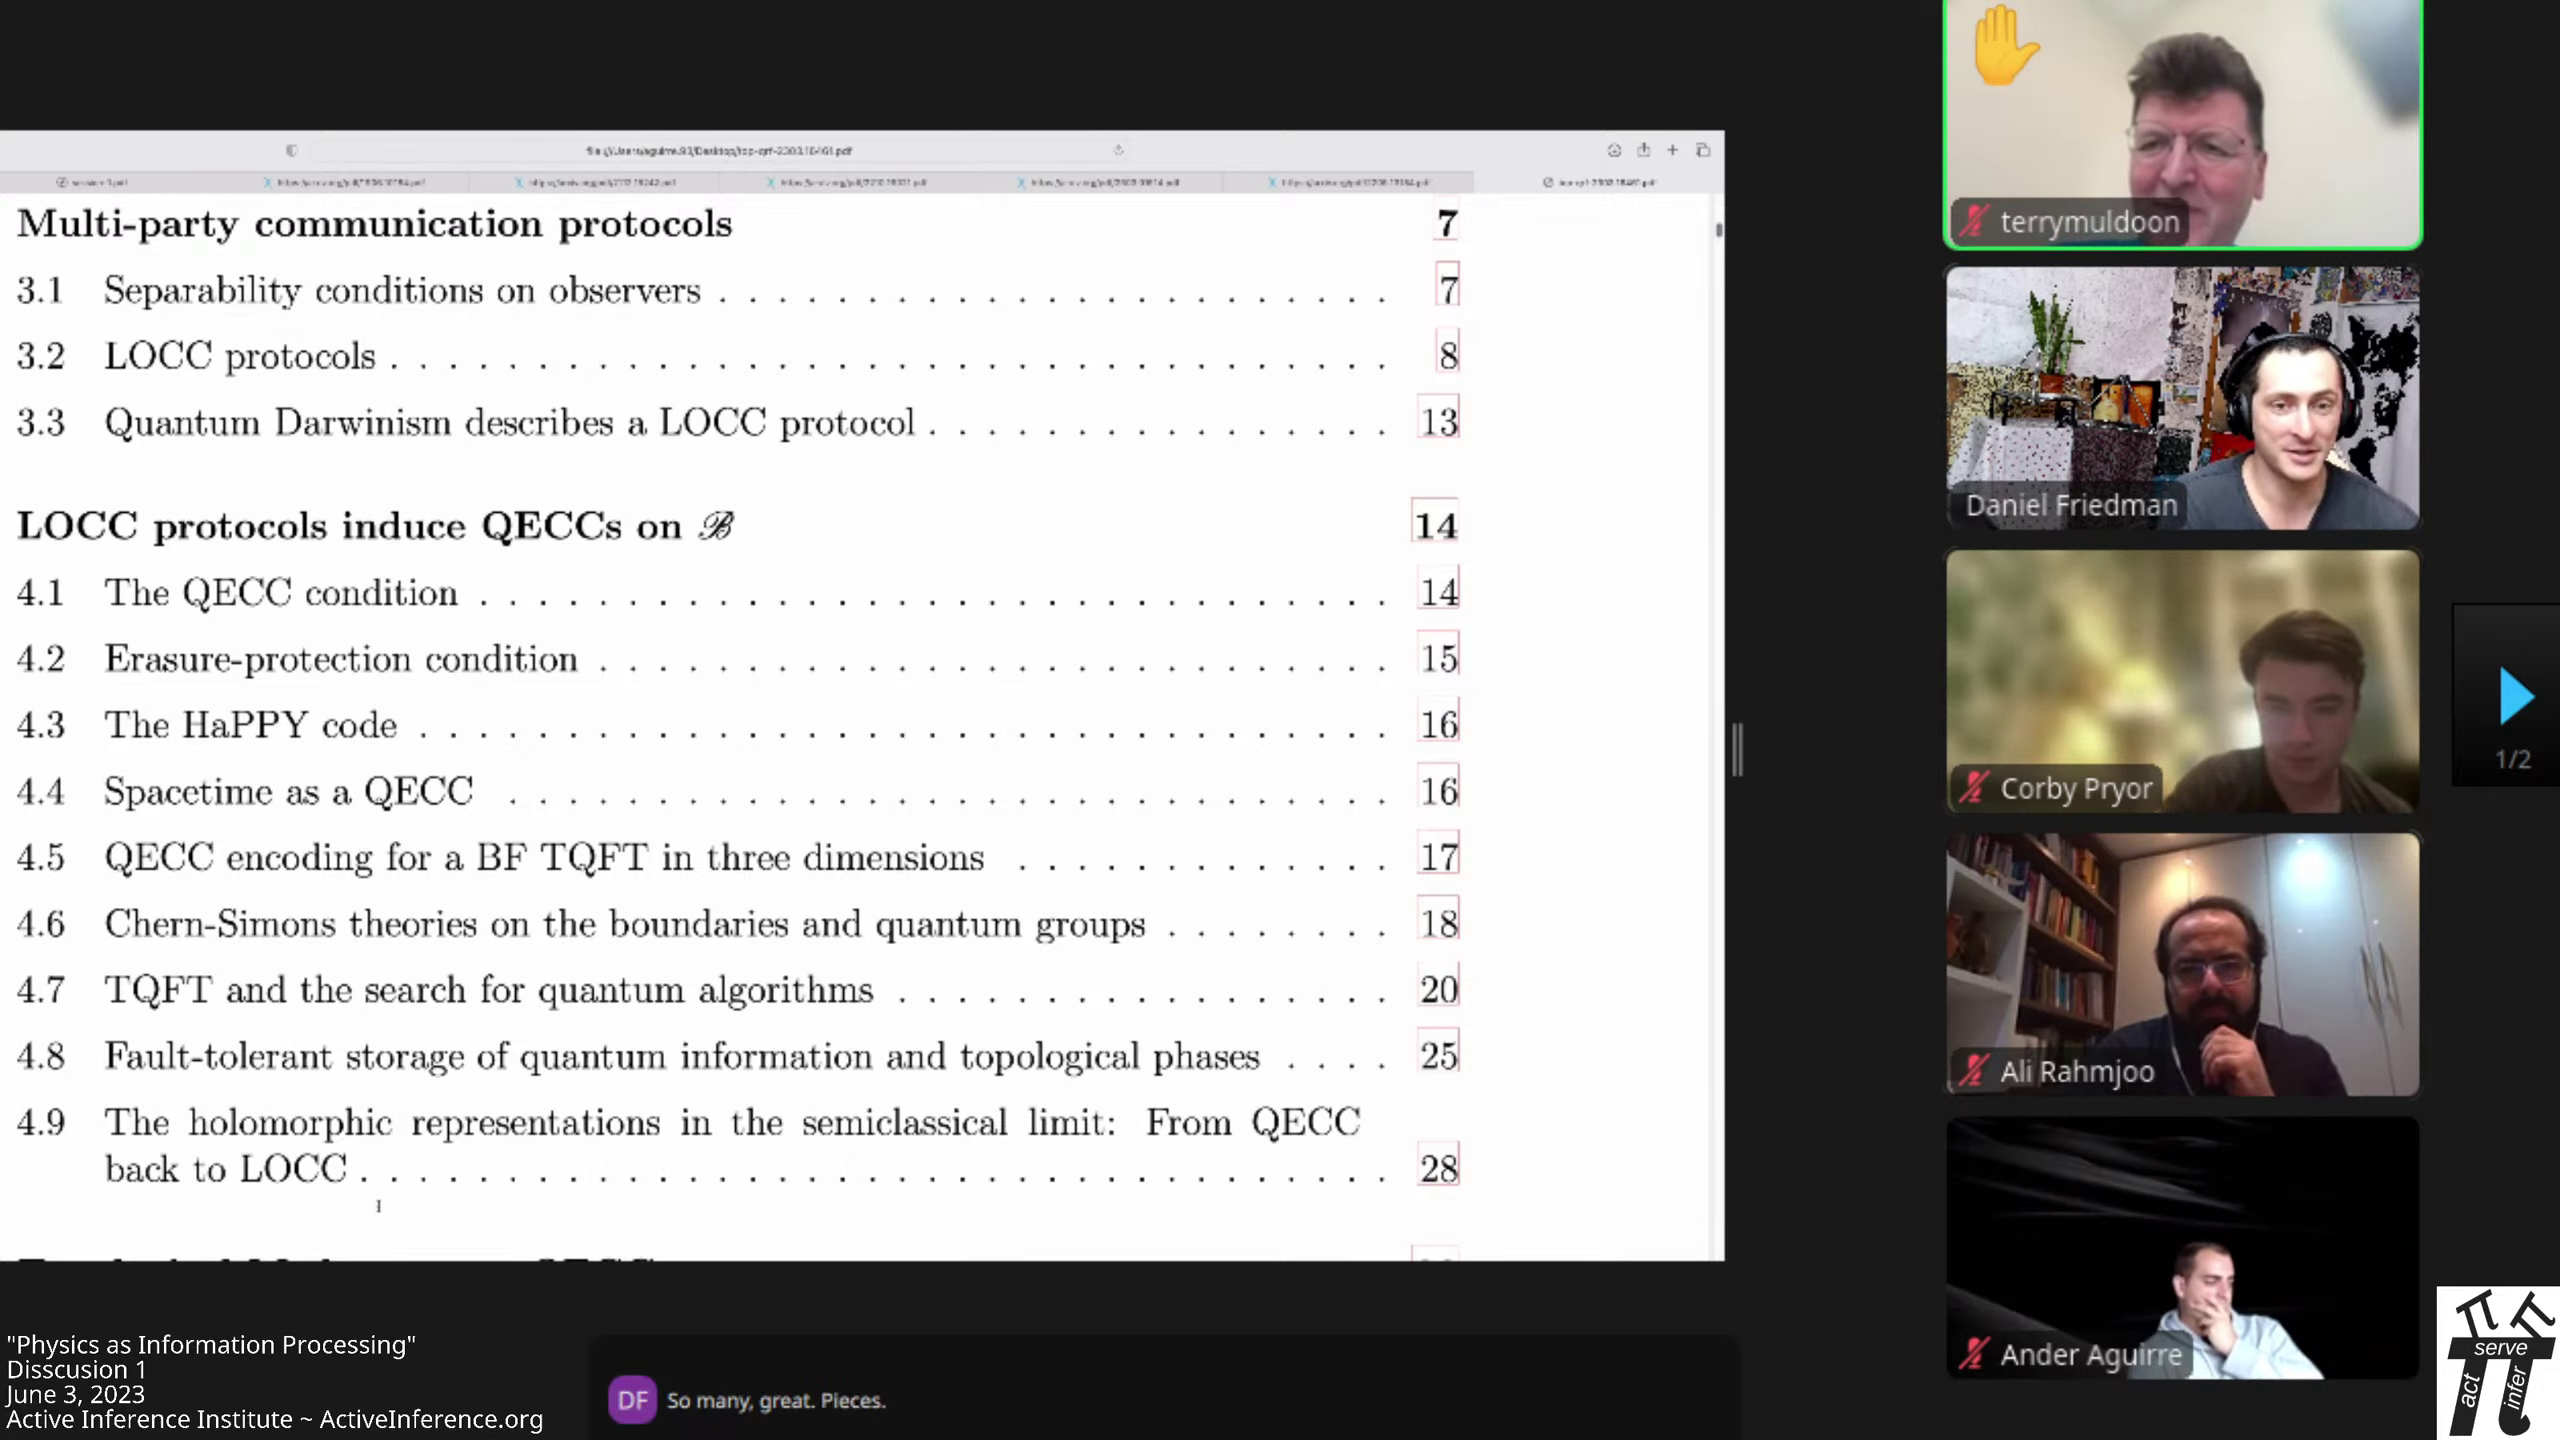 Multi-party communication protocols 7
3.1 Separability conditions on observers . . . . . . . . . . . . . . . . . . . . . . . 7
3.2 LOCC protocols . . . . . . . . . . . . . . . . . . . . . . . . . . . . . . . . . . 8
3.3 Quantum Darwinism describes a LOCC protocol . . . . . . . . . . . . . . . . 13
LOCC protocols induce QECCs on ℬ 14
4.1 The QECC condition . . . . . . . . . . . . . . . . . . . . . . . . . . . . . . . 14
4.2 Erasure-protection condition . . . . . . . . . . . . . . . . . . . . . . . . . . . 15
4.3 The HaPPY code . . . . . . . . . . . . . . . . . . . . . . . . . . . . . . . . . 16
4.4 Spacetime as a QECC . . . . . . . . . . . . . . . . . . . . . . . . . . . . . . 16
4.5 QECC encoding for a BF TQFT in three dimensions . . . . . . . . . . . . . 17
4.6 Chern-Simons theories on the boundaries and quantum groups . . . . . . . . 18
4.7 TQFT and the search for quantum algorithms . . . . . . . . . . . . . . . . . 20
4.8 Fault-tolerant storage of quantum information and topological phases . . . . 25
4.9 The holomorphic representations in the semiclassical limit: From QECC
back to LOCC . . . . . . . . . . . . . . . . . . . . . . . . . . . . . . . . . . . 28
terrymuldoon
Daniel Friedman
Corby Pryor
Ali Rahmjoo
Ander Aguirre
1/2
"Physics as Information Processing"
Disscusion 1
June 3, 2023
Active Inference Institute ~ ActiveInference.org
DF So many, great. Pieces.
serve
act
infer